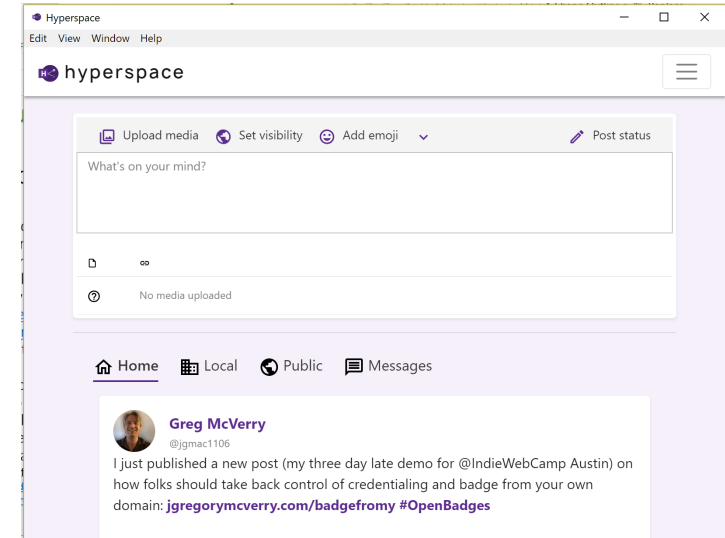 Hyperspace
Edit View Window Help
hyperspace
Upload media Set visibility Add emoji Post status
What's on your mind?
No media uploaded
Home Local Public Messages
Greg McVerry
@jgmac1106
I just published a new post (my three day late demo for @IndieWebCamp Austin) on
how folks should take back control of credentialing and badge from your own
domain: jgregorymcverry.com/badgefromy #OpenBadges